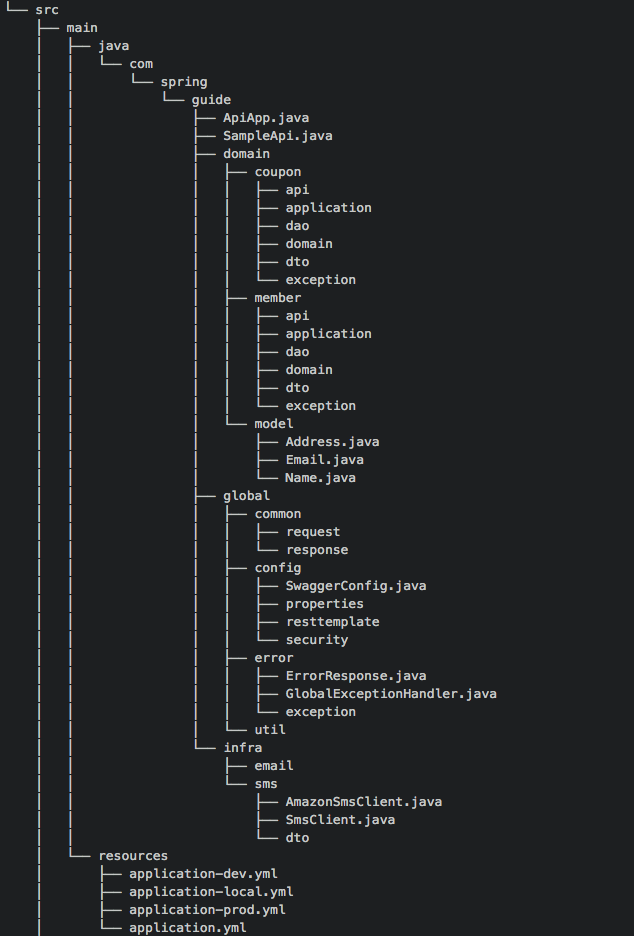 └── src
    ├── main
    │   ├── java
    │   │   └── com
    │   │       └── spring
    │   │           └── guide
    │   │               ├── ApiApp.java
    │   │               ├── SampleApi.java
    │   │               ├── domain
    │   │               │   ├── coupon
    │   │               │   │   ├── api
    │   │               │   │   ├── application
    │   │               │   │   ├── dao
    │   │               │   │   ├── domain
    │   │               │   │   ├── dto
    │   │               │   │   └── exception
    │   │               │   ├── member
    │   │               │   │   ├── api
    │   │               │   │   ├── application
    │   │               │   │   ├── dao
    │   │               │   │   ├── domain
    │   │               │   │   ├── dto
    │   │               │   │   └── exception
    │   │               │   └── model
    │   │               │       ├── Address.java
    │   │               │       ├── Email.java
    │   │               │       └── Name.java
    │   │               ├── global
    │   │               │   ├── common
    │   │               │   │   ├── request
    │   │               │   │   └── response
    │   │               │   ├── config
    │   │               │   │   ├── SwaggerConfig.java
    │   │               │   │   ├── properties
    │   │               │   │   ├── resttemplate
    │   │               │   │   └── security
    │   │               │   ├── error
    │   │               │   │   ├── ErrorResponse.java
    │   │               │   │   ├── GlobalExceptionHandler.java
    │   │               │   │   └── exception
    │   │               │   └── util
    │   │               └── infra
    │   │                   ├── email
    │   │                   └── sms
    │   │                       ├── AmazonSmsClient.java
    │   │                       ├── SmsClient.java
    │   │                       └── dto
    │   └── resources
    │       ├── application-dev.yml
    │       ├── application-local.yml
    │       ├── application-prod.yml
    │       └── application.yml